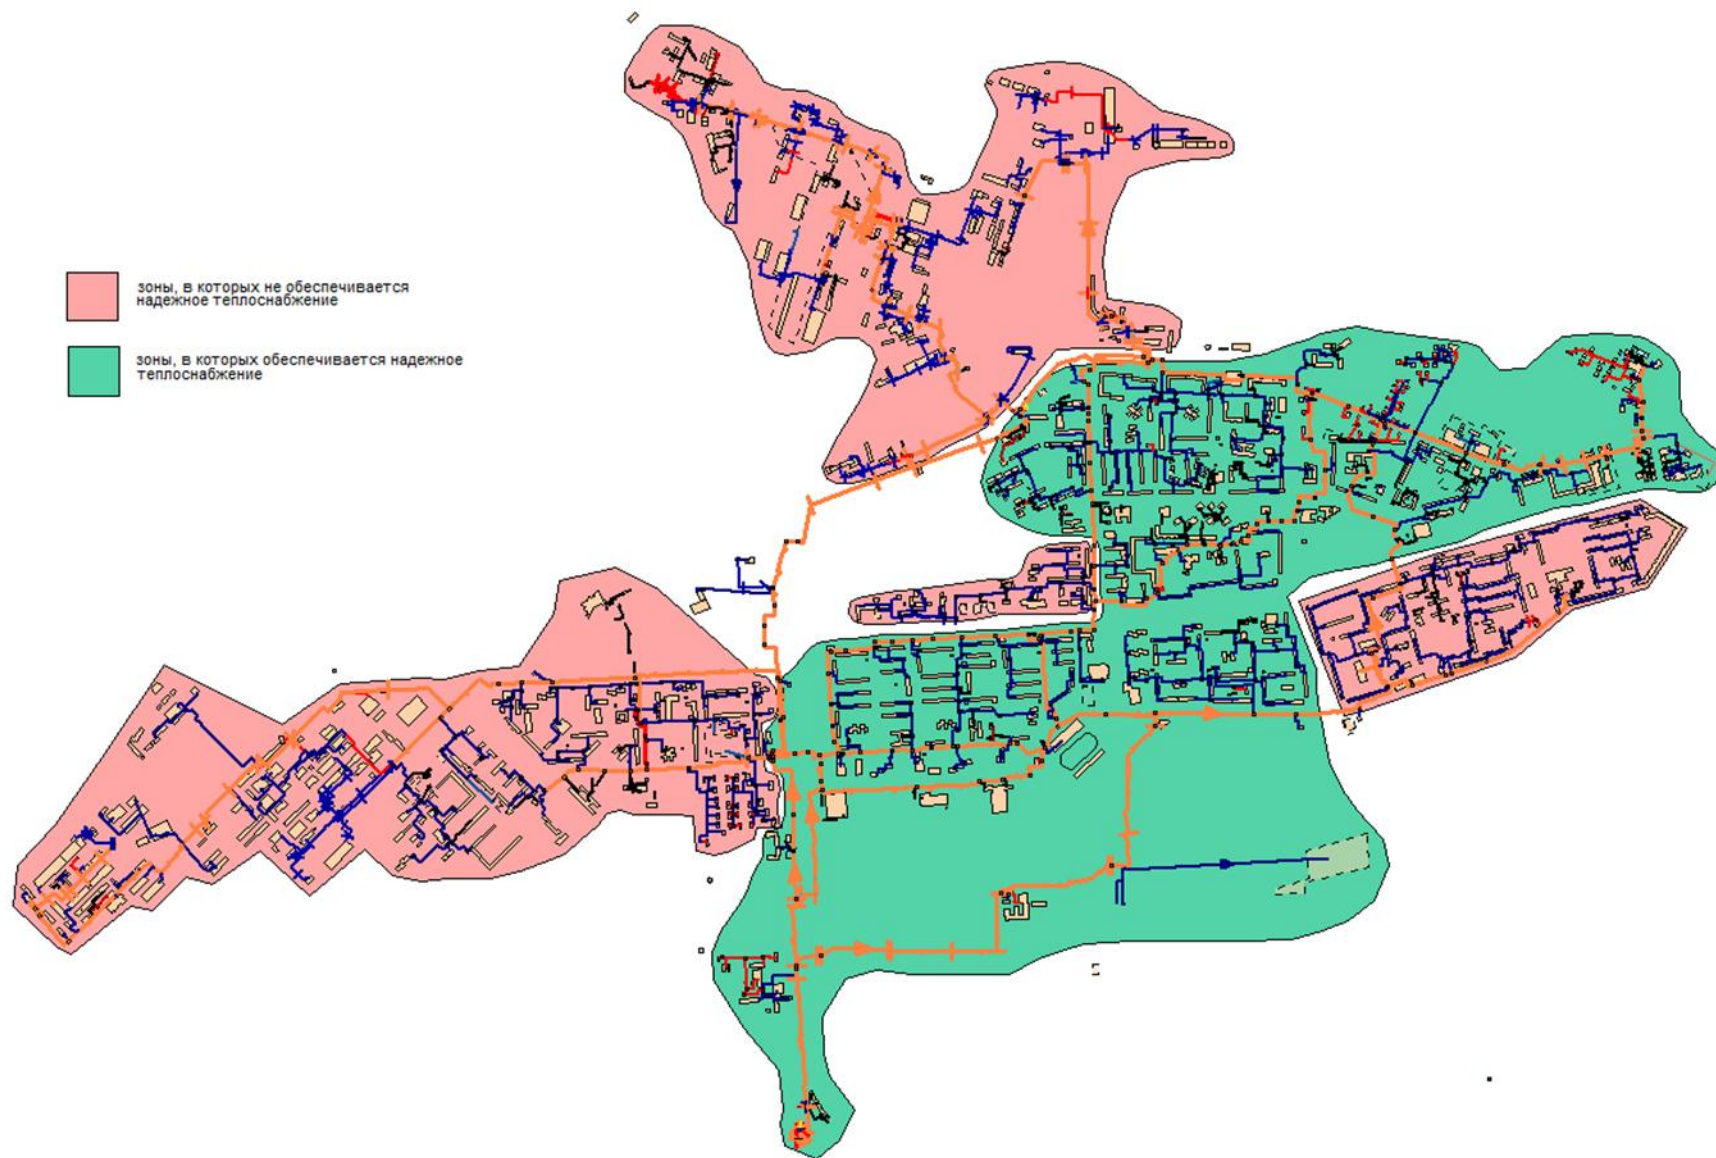 зоны, в которых не обеспечивается
надежное теплоснабжение
зоны, в которых обеспечивается надежное
теплоснабжение